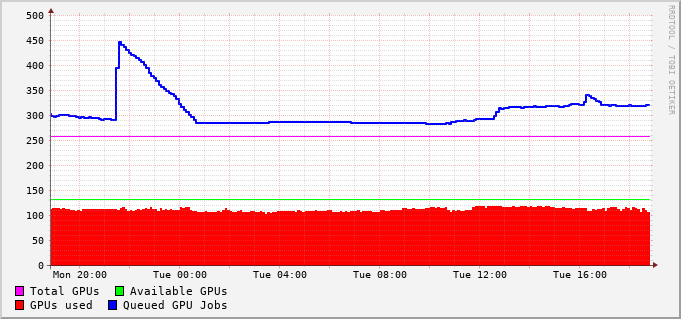 RRDTOOL / TOBI OETIKER
500
450
400
350
300
250
200
150
100
50
0
Mon 20:00 Tue 00:00 Tue 04:00 Tue 08:00 Tue 12:00 Tue 16:00
Total GPUs Available GPUs
GPUs used Queued GPU Jobs